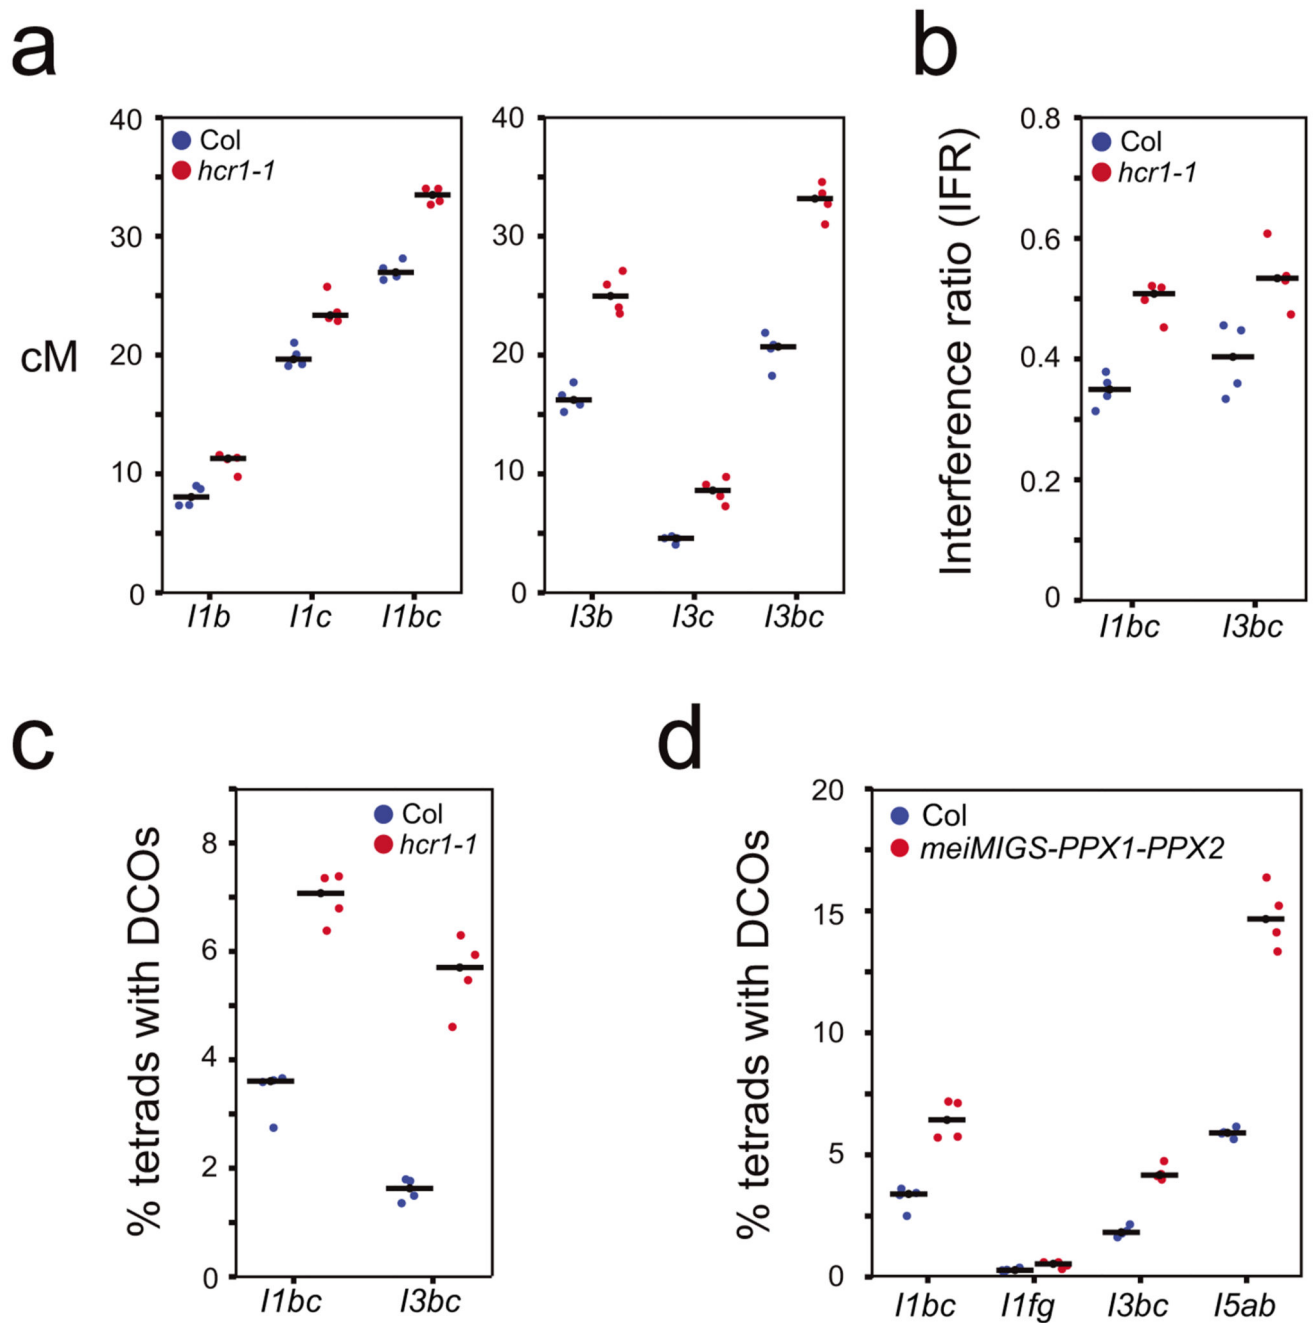 a
cM
40
30
20
10
0
Col
hcr1-1
I1b I1c I1bc
40
30
20
10
0
I3b I3c I3bc
b
Interference ratio (IFR)
0.8
0.6
0.4
0.2
0
Col
hcr1-1
I1bc I3bc
c
% tetrads with DCOs
8
6
4
2
0
Col
hcr1-1
I1bc I3bc
d
% tetrads with DCOs
20
15
10
5
0
Col
meiMIGS-PPX1-PPX2
I1bc I1fg I3bc I5ab